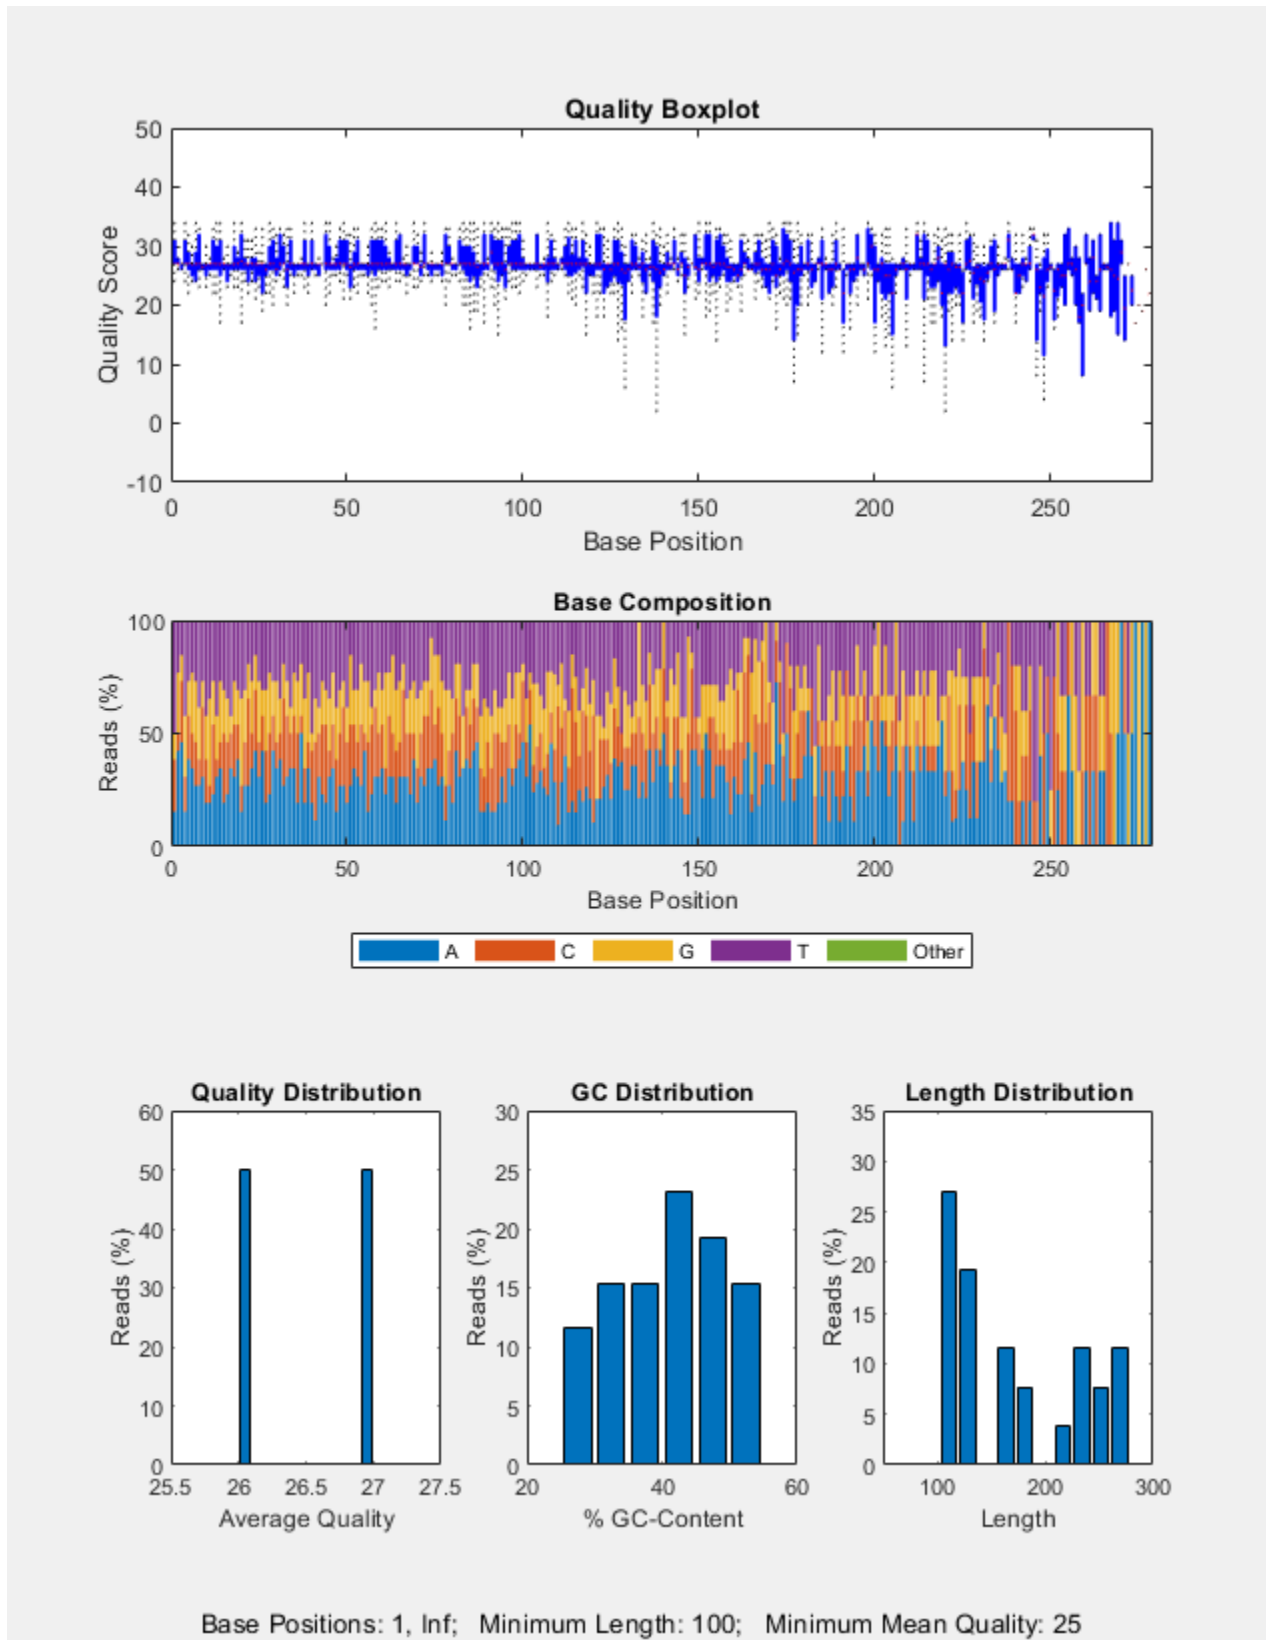 Quality Boxplot
50
40
30
20
10
0
-10
Quality Score
0 50 100 150 200 250
Base Position
Base Composition
100
50
0
Reads (%)
0 50 100 150 200 250
Base Position
A C G T Other
Quality Distribution
60
50
40
30
20
10
0
Reads (%)
25.5 26 26.5 27 27.5
Average Quality
GC Distribution
30
25
20
15
10
5
0
Reads (%)
20 40 60
% GC-Content
Length Distribution
35
30
25
20
15
10
5
0
Reads (%)
100 200 300
Length
Base Positions: 1, Inf; Minimum Length: 100; Minimum Mean Quality: 25